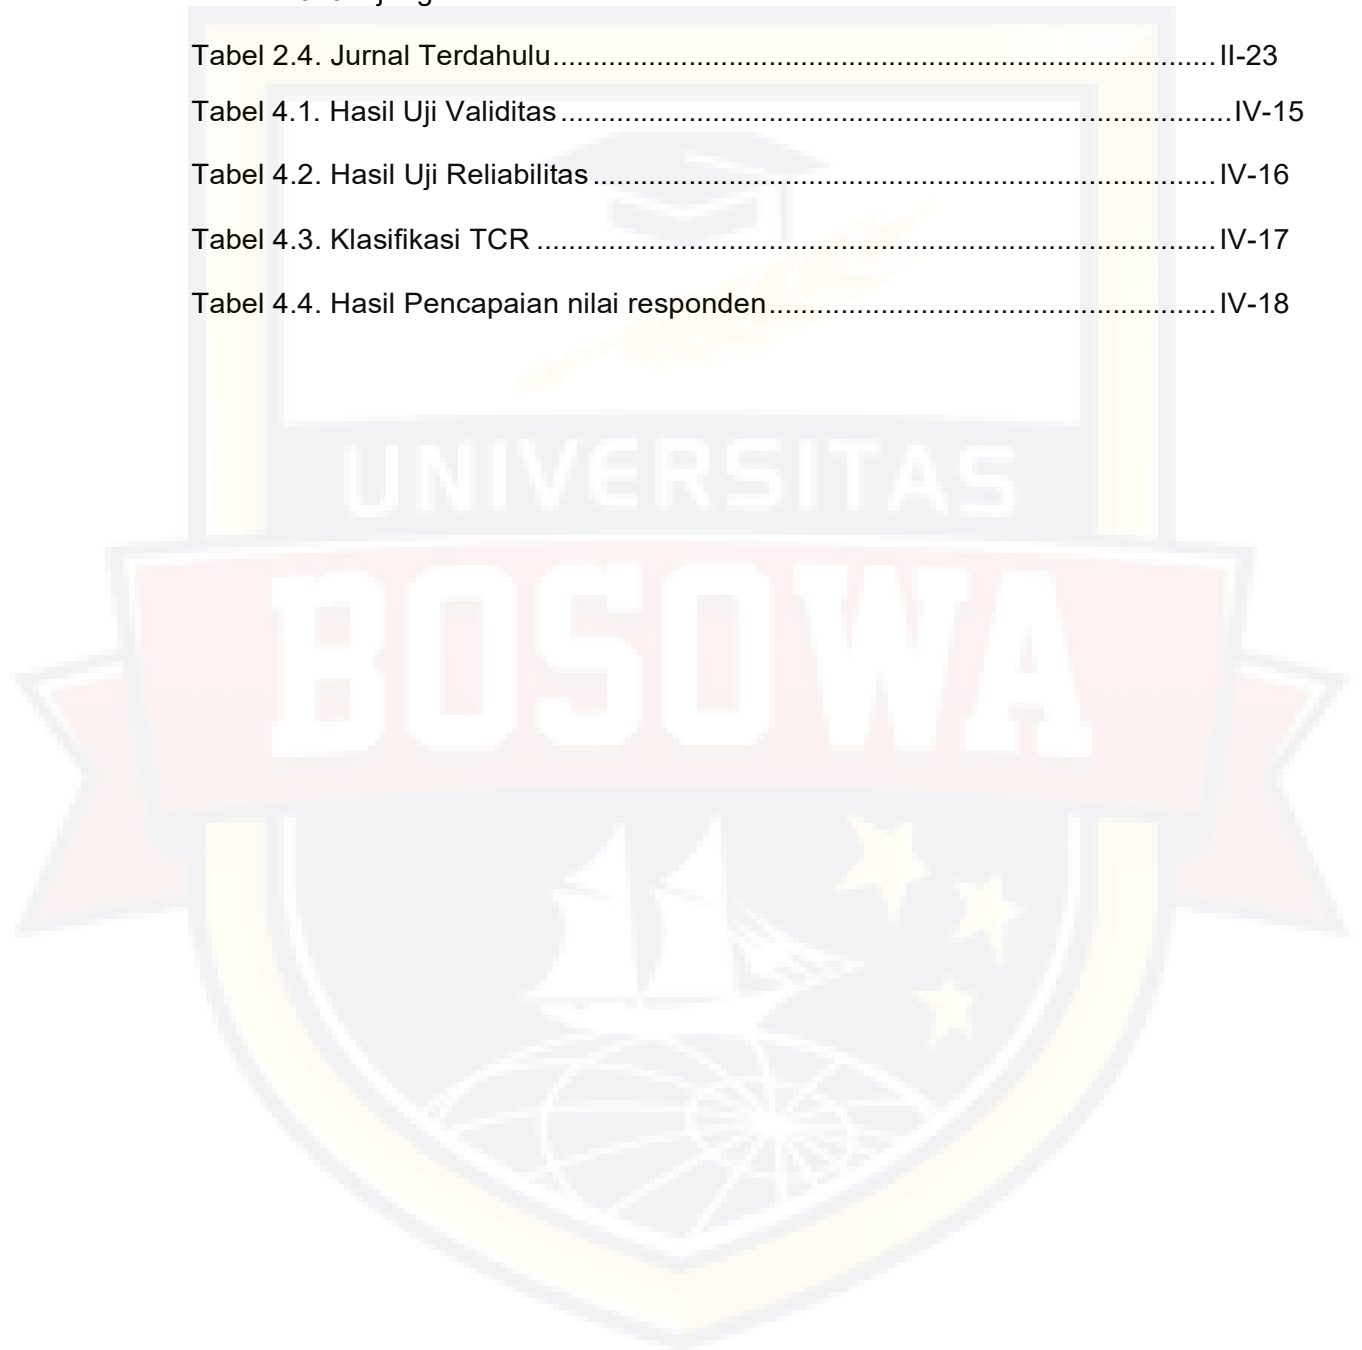 Tabel 2.4. Jurnal Terdahulu..................................................................................II-23
Tabel 4.1. Hasil Uji Validitas...................................................................................IV-15
Tabel 4.2. Hasil Uji Reliabilitas.............................................................................IV-16
Tabel 4.3. Klasifikasi TCR....................................................................................IV-17
Tabel 4.4. Hasil Pencapaian nilai responden.......................................................IV-18
UNIVERSITAS
BOSOWA